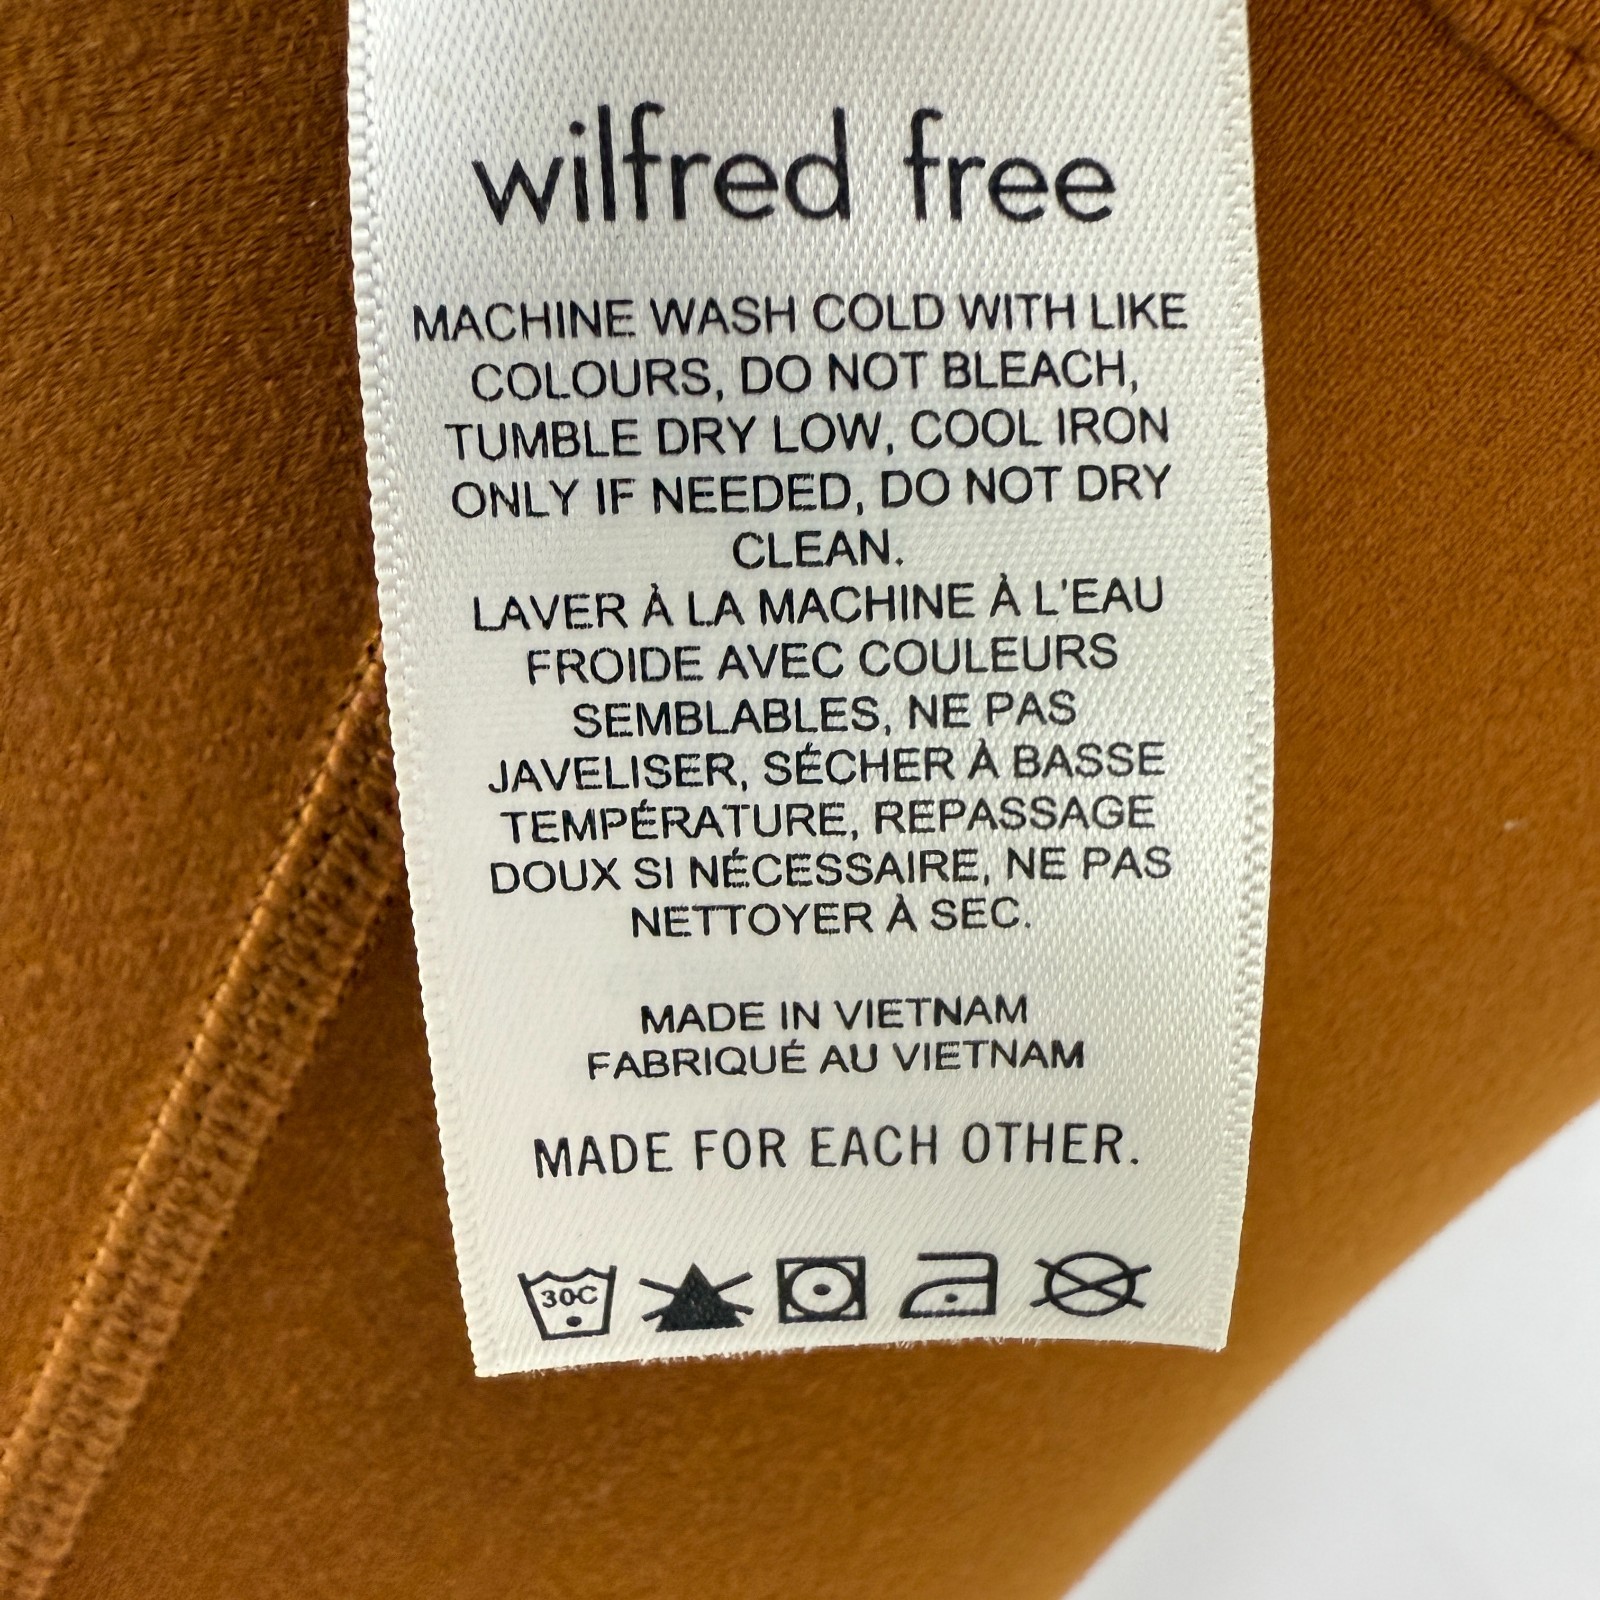 wilfred free
MACHINE WASH COLD WITH LIKE
COLOURS, DO NOT BLEACH,
TUMBLE DRY LOW, COOL IRON
ONLY IF NEEDED, DO NOT DRY
CLEAN.
LAVER À LA MACHINE À L'EAU
FROIDE AVEC COULEURS
SEMBLABLES, NE PAS
JAVELISER, SÉCHER À BASSE
TEMPÉRATURE, REPASSAGE
DOUX SI NÉCESSAIRE, NE PAS
NETTOYER À SEC.
MADE IN VIETNAM
FABRIQUÉ AU VIETNAM
MADE FOR EACH OTHER.
30C